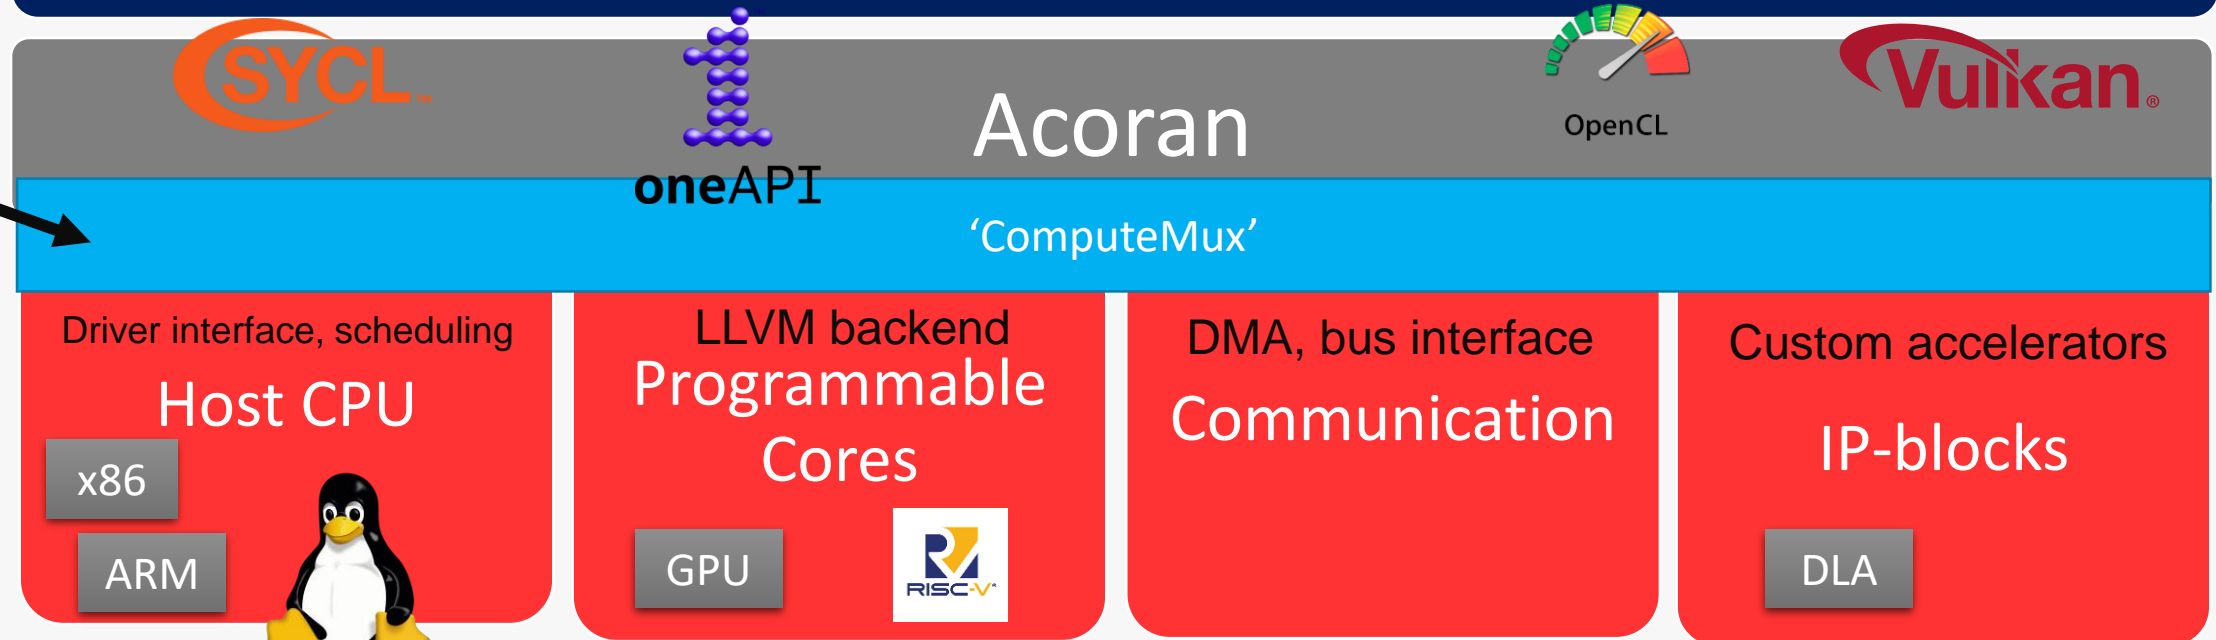 SYCL™
oneAPI
Acoran
OpenCL
Vulkan®
‘ComputeMux’
Driver interface, scheduling
Host CPU
x86
ARM
LLVM backend
Programmable
Cores
GPU
RISC-V®
DMA, bus interface
Communication
Custom accelerators
IP-blocks
DLA